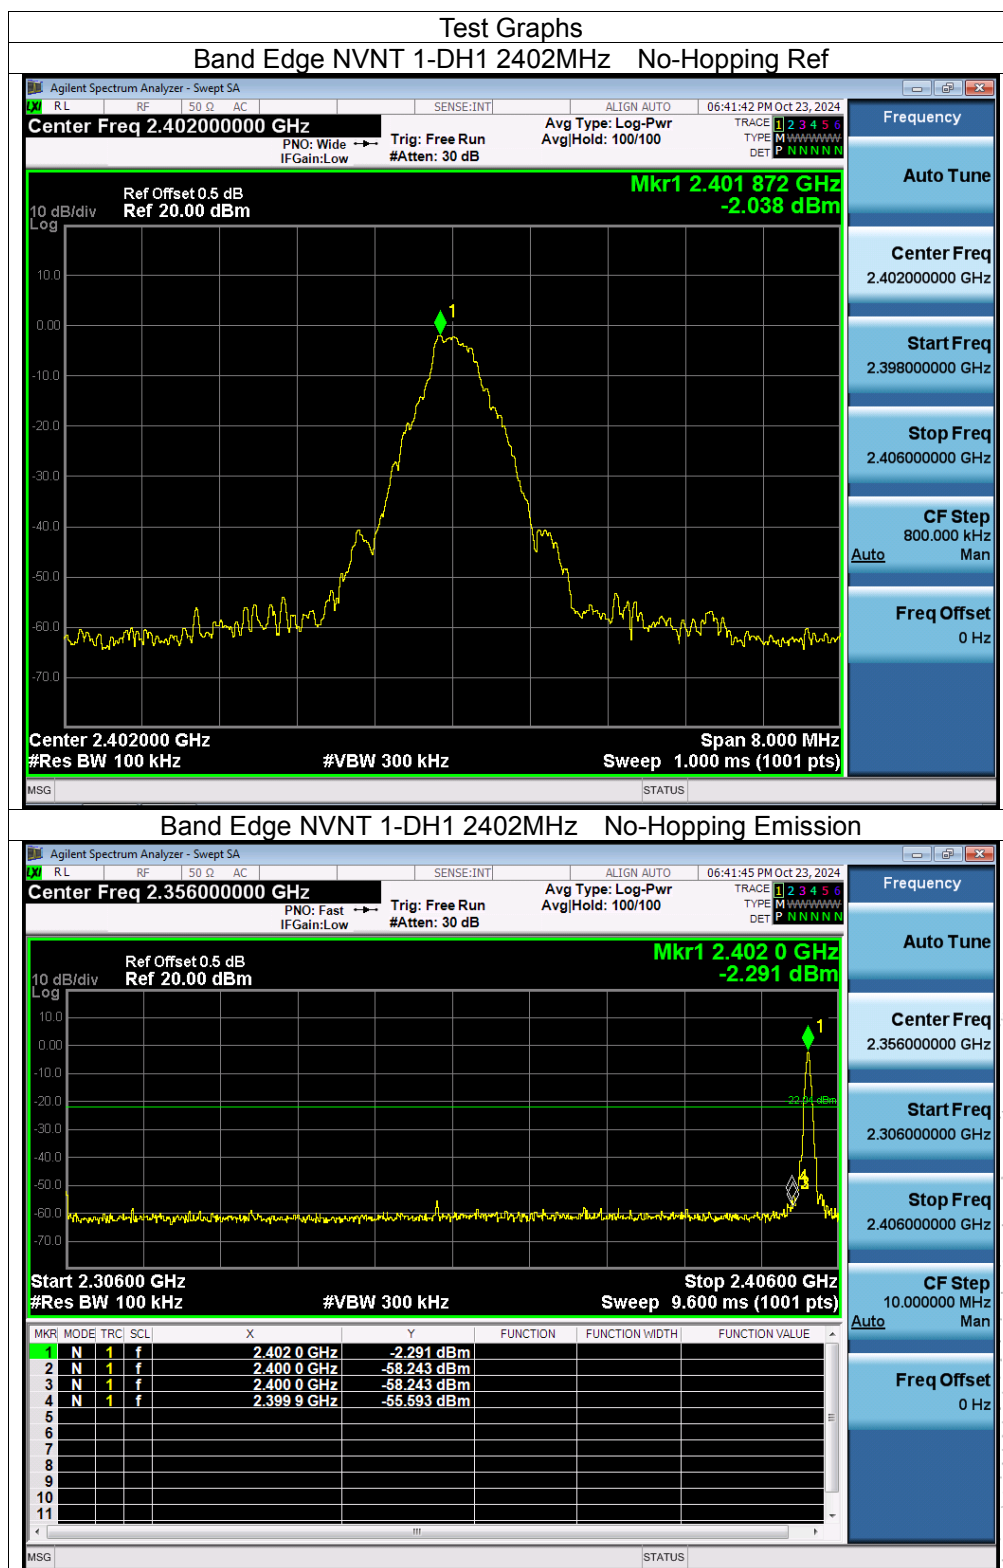 Test Graphs
Band Edge NVNT 1-DH1 2402MHz No-Hopping Ref
Agilent Spectrum Analyzer - Swept SA
LXI RL RF 50 Ω AC SENSE:INT ALIGN AUTO 06:41:42 PM Oct 23, 2024
Center Freq 2.402000000 GHz
PNO: Wide
IFGain:Low
Trig: Free Run
#Atten: 30 dB
Avg Type: Log-Pwr
Avg|Hold: 100/100
TRACE 1 2 3 4 5 6
TYPE M W W W W W
DET P N N N N N
Frequency
Auto Tune
Center Freq
2.402000000 GHz
Start Freq
2.398000000 GHz
Stop Freq
2.406000000 GHz
CF Step
800.000 kHz
Auto Man
Freq Offset
0 Hz
Mkr1 2.401 872 GHz
-2.038 dBm
Ref Offset 0.5 dB
10 dB/div Ref 20.00 dBm
Log
10.0
0.00
-10.0
-20.0
-30.0
-40.0
-50.0
-60.0
-70.0
1
Center 2.402000 GHz Span 8.000 MHz
#Res BW 100 kHz #VBW 300 kHz Sweep 1.000 ms (1001 pts)
MSG STATUS
Band Edge NVNT 1-DH1 2402MHz No-Hopping Emission
Agilent Spectrum Analyzer - Swept SA
LXI RL RF 50 Ω AC SENSE:INT ALIGN AUTO 06:41:45 PM Oct 23, 2024
Center Freq 2.356000000 GHz
PNO: Fast
IFGain:Low
Trig: Free Run
#Atten: 30 dB
Avg Type: Log-Pwr
Avg|Hold: 100/100
TRACE 1 2 3 4 5 6
TYPE M W W W W W
DET P N N N N N
Frequency
Auto Tune
Center Freq
2.356000000 GHz
Start Freq
2.306000000 GHz
Stop Freq
2.406000000 GHz
CF Step
10.000000 MHz
Auto Man
Freq Offset
0 Hz
Mkr1 2.402 0 GHz
-2.291 dBm
Ref Offset 0.5 dB
10 dB/div Ref 20.00 dBm
Log
10.0
0.00
-10.0
-20.0
-30.0
-40.0
-50.0
-60.0
-70.0
1
-22.04 dBm
4
3
Start 2.30600 GHz Stop 2.40600 GHz
#Res BW 100 kHz #VBW 300 kHz Sweep 9.600 ms (1001 pts)
MKR MODE TRC SCL X Y FUNCTION FUNCTION WIDTH FUNCTION VALUE
1 N 1 f 2.402 0 GHz -2.291 dBm
2 N 1 f 2.400 0 GHz -58.243 dBm
3 N 1 f 2.400 0 GHz -58.243 dBm
4 N 1 f 2.399 9 GHz -55.593 dBm
5
6
7
8
9
10
11
MSG STATUS